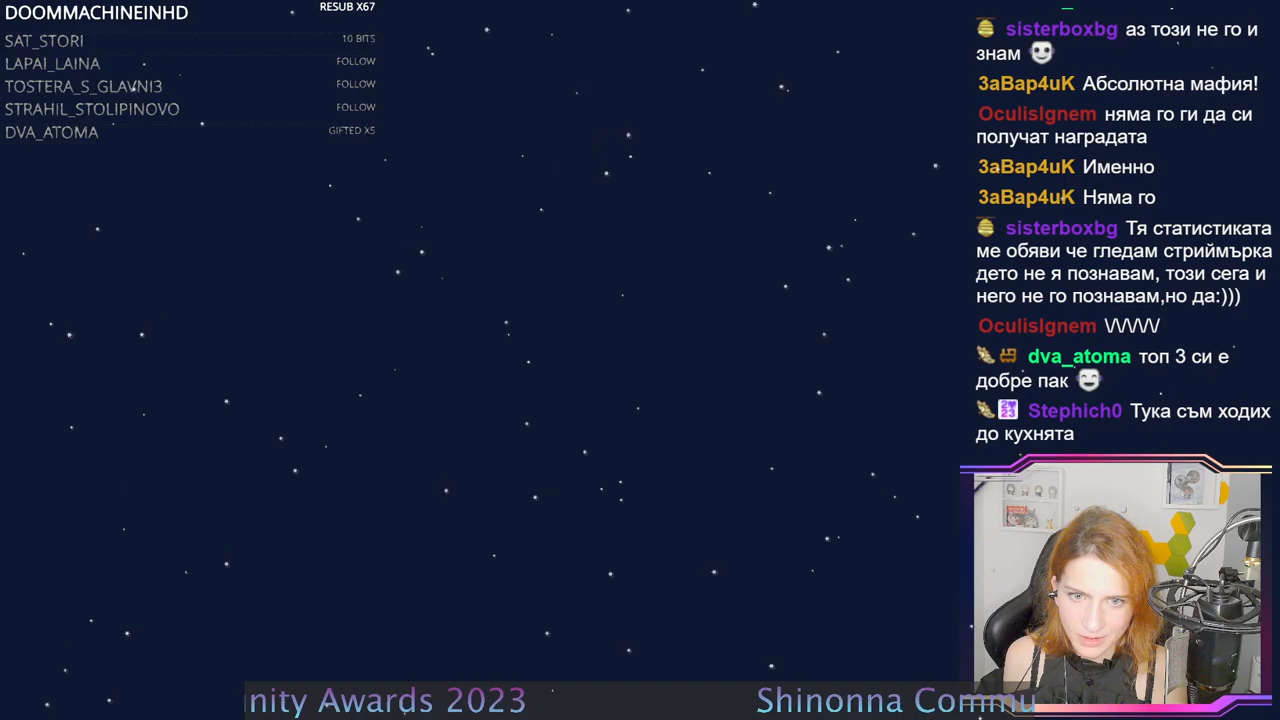 DOOMMACHINEINHD RESUB X67
SAT_STORI 10 BITS
LAPAI_LAINA FOLLOW
TOSTERA_S_GLAVNI3 FOLLOW
STRAHIL_STOLIPINOVO FOLLOW
DVA_ATOMA GIFTED X5
sisterboxbg аз този не го и
знам
3aBap4uK Абсолютна мафия!
OculisIgnem няма го ги да си
получат наградата
3aBap4uK Именно
3aBap4uK Няма го
sisterboxbg Тя статистиката
ме обяви че гледам стриймърка
дето не я познавам, този сега и
него не го познавам,но да:)))
OculisIgnem \/\/\/\/\/
dva_atoma топ 3 си е
добре пак
Stephich0 Тука съм ходих
до кухнята
nity Awards 2023 Shinonna Commu